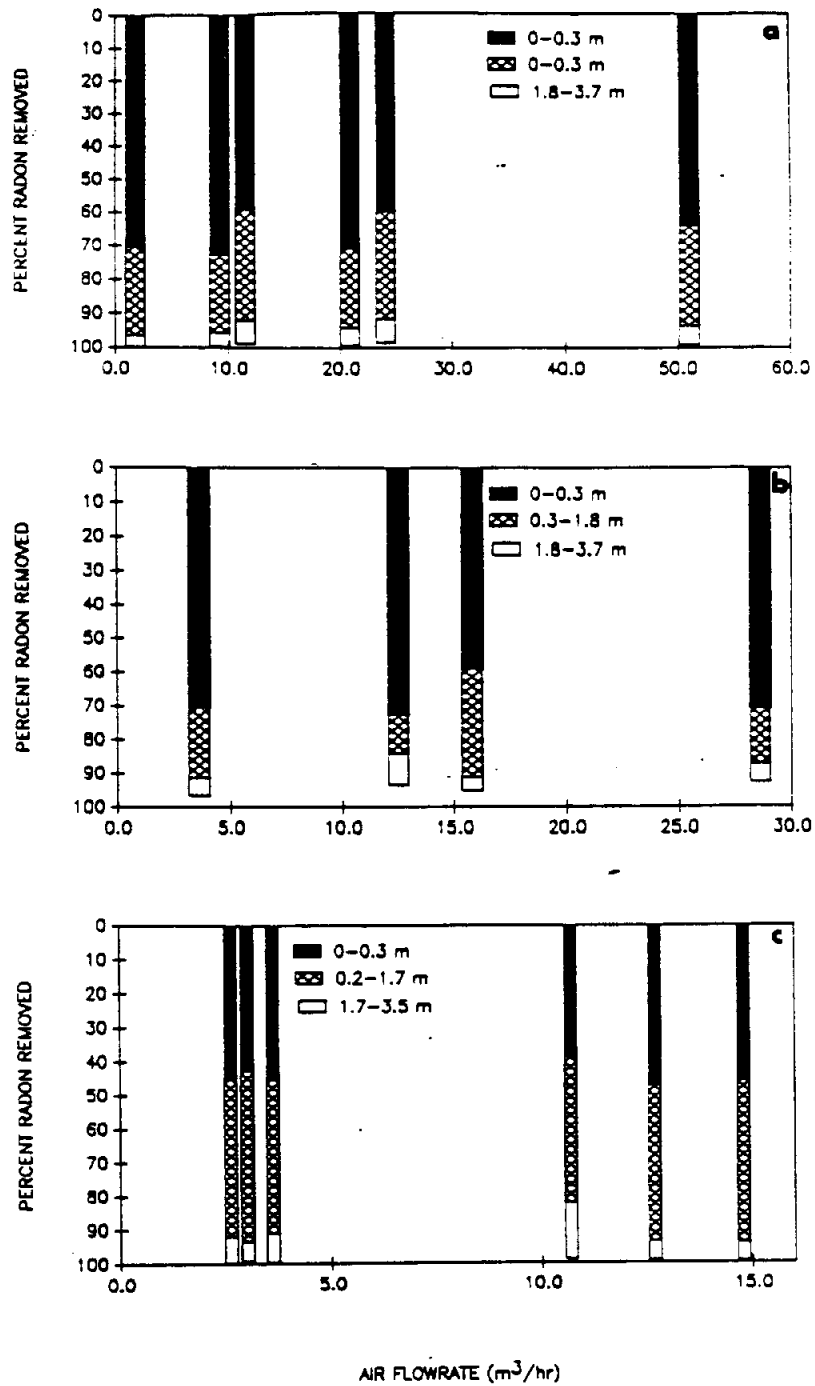 a
PERCENT RADON REMOVED
0
10
20
30
40
50
60
70
80
90
100
0.0 10.0 20.0 30.0 40.0 50.0 60.0
0-0.3 m
0-0.3 m
1.8-3.7 m
b
PERCENT RADON REMOVED
0
10
20
30
40
50
60
70
80
90
100
0.0 5.0 10.0 15.0 20.0 25.0 30.0
0-0.3 m
0.3-1.8 m
1.8-3.7 m
c
PERCENT RADON REMOVED
0
10
20
30
40
50
60
70
80
90
100
0.0 5.0 10.0 15.0
0-0.3 m
0.2-1.7 m
1.7-3.5 m
AIR FLOWRATE (m³/hr)